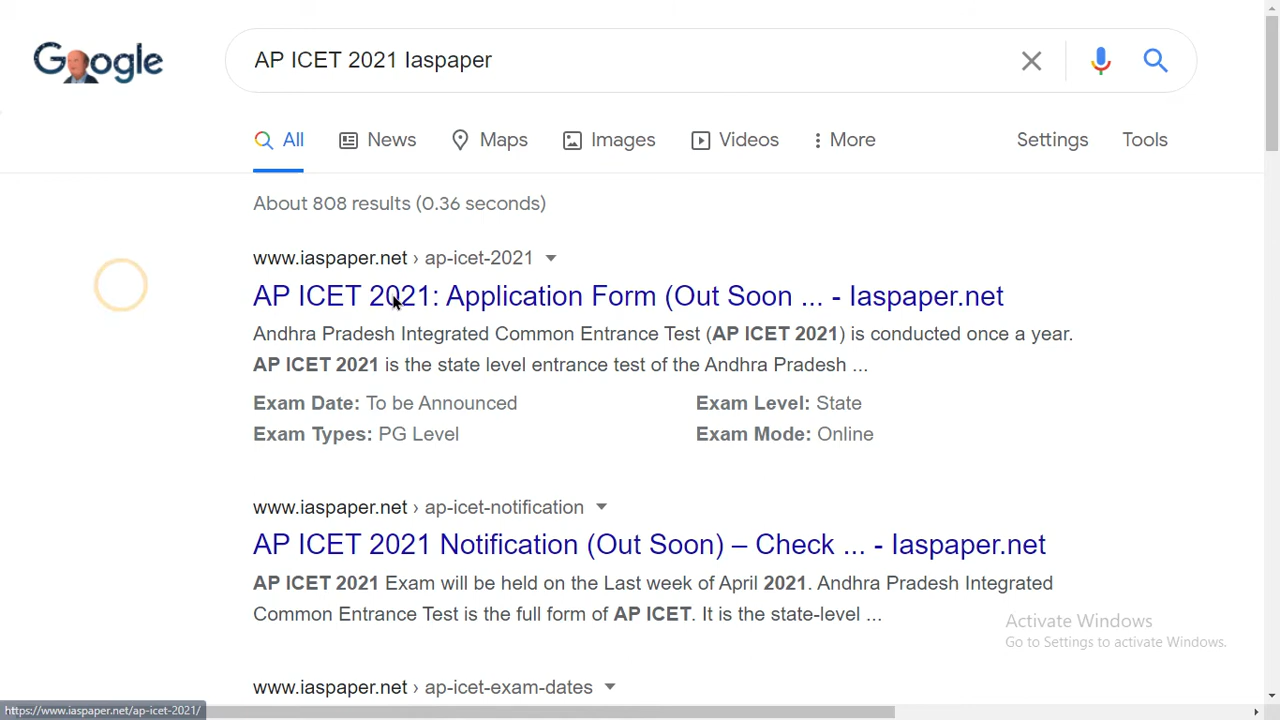 Google
AP ICET 2021 Iaspaper
All News Maps Images Videos More Settings Tools
About 808 results (0.36 seconds)
www.iaspaper.net › ap-icet-2021
AP ICET 2021: Application Form (Out Soon ... - Iaspaper.net
Andhra Pradesh Integrated Common Entrance Test (AP ICET 2021) is conducted once a year.
AP ICET 2021 is the state level entrance test of the Andhra Pradesh ...
Exam Date: To be Announced Exam Level: State
Exam Types: PG Level Exam Mode: Online
www.iaspaper.net › ap-icet-notification
AP ICET 2021 Notification (Out Soon) – Check ... - Iaspaper.net
AP ICET 2021 Exam will be held on the Last week of April 2021. Andhra Pradesh Integrated
Common Entrance Test is the full form of AP ICET. It is the state-level ...
Activate Windows
Go to Settings to activate Windows.
www.iaspaper.net › ap-icet-exam-dates
https://www.iaspaper.net/ap-icet-2021/